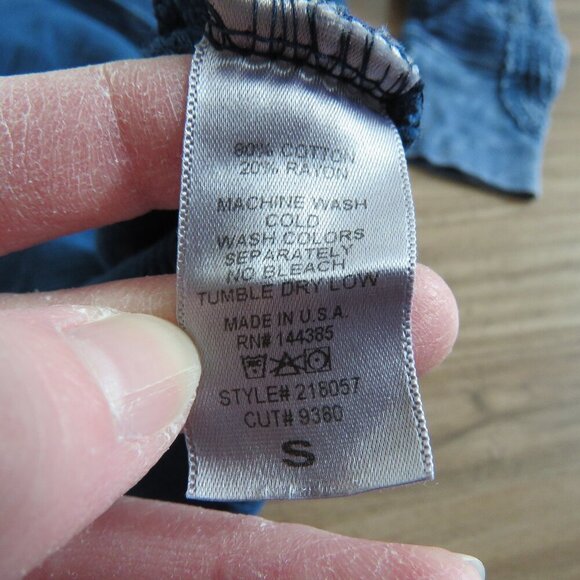 80% COTTON
20% RAYON
MACHINE WASH
COLD
WASH COLORS
SEPARATELY
NO BLEACH
TUMBLE DRY LOW
MADE IN U.S.A.
RN# 144385
STYLE# 216057
CUT# 9360
S